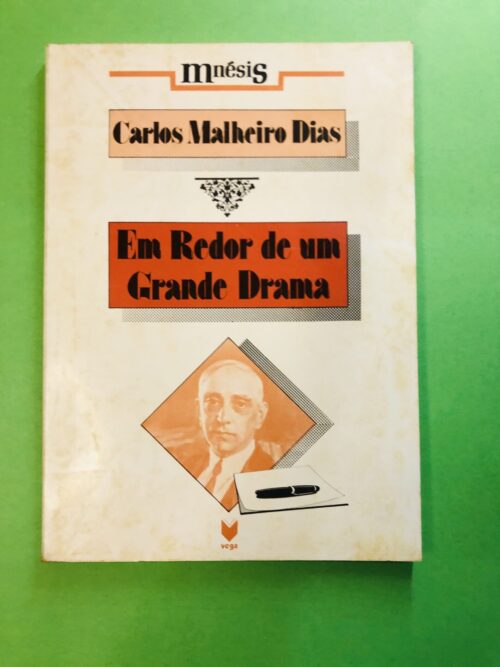 mnésis
Carlos Malheiro Dias
Em Redor de um
Grande Drama
vega